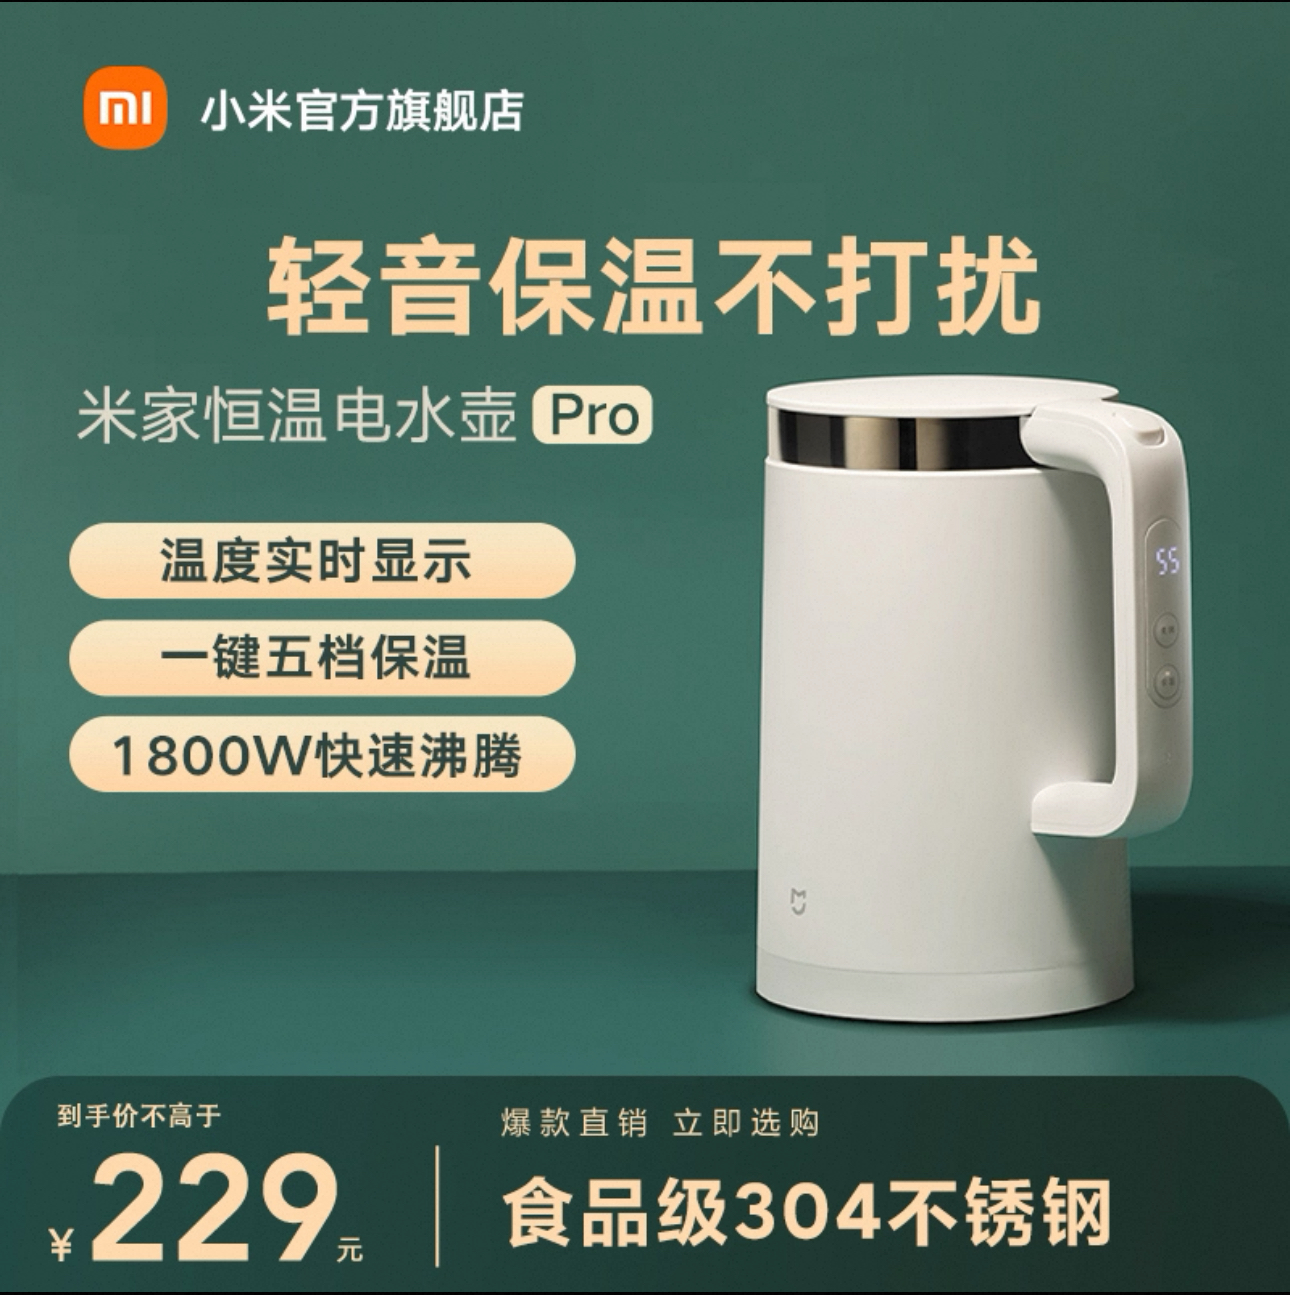 小米官方旗舰店
轻音保温不打扰
米家恒温电水壶 Pro
温度实时显示
一键五档保温
1800W快速沸腾
55
到手价不高于
¥229元
爆款直销 立即选购
食品级304不锈钢